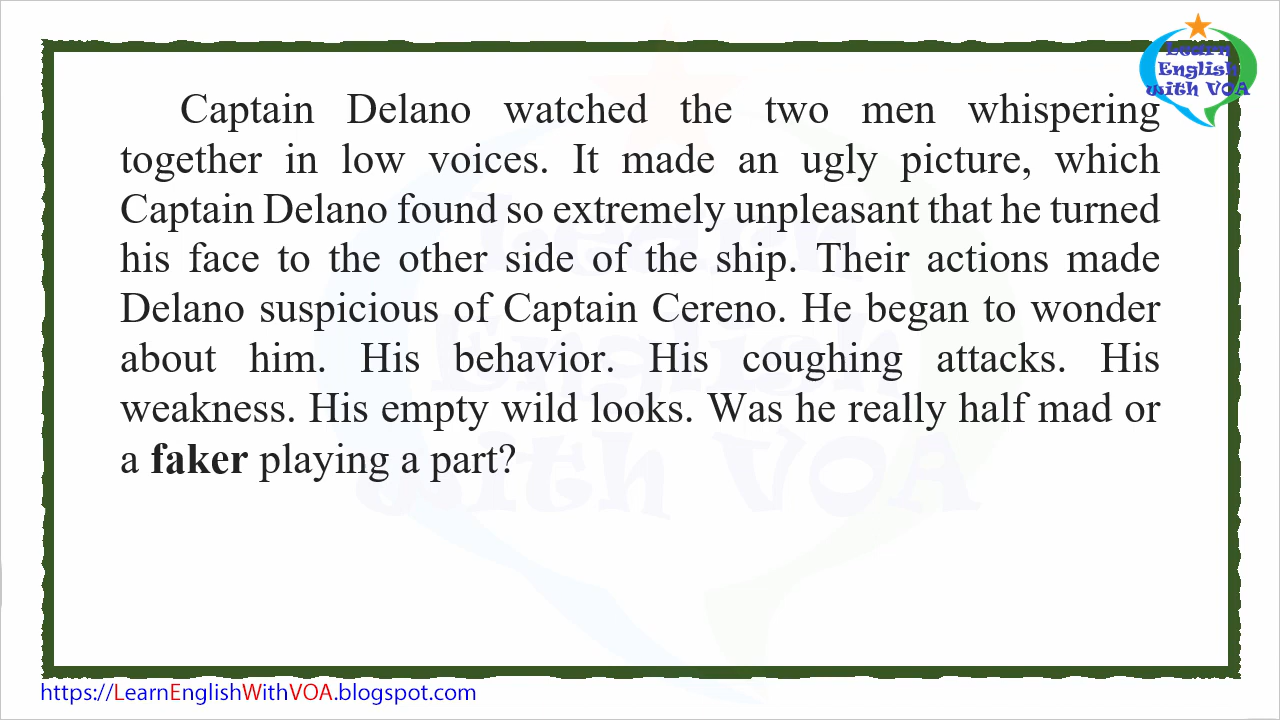 Learn
English
with VOA
Captain Delano watched the two men whispering
together in low voices. It made an ugly picture, which
Captain Delano found so extremely unpleasant that he turned
his face to the other side of the ship. Their actions made
Delano suspicious of Captain Cereno. He began to wonder
about him. His behavior. His coughing attacks. His
weakness. His empty wild looks. Was he really half mad or
a faker playing a part?
Learn
English
with VOA
https://LearnEnglishWithVOA.blogspot.com